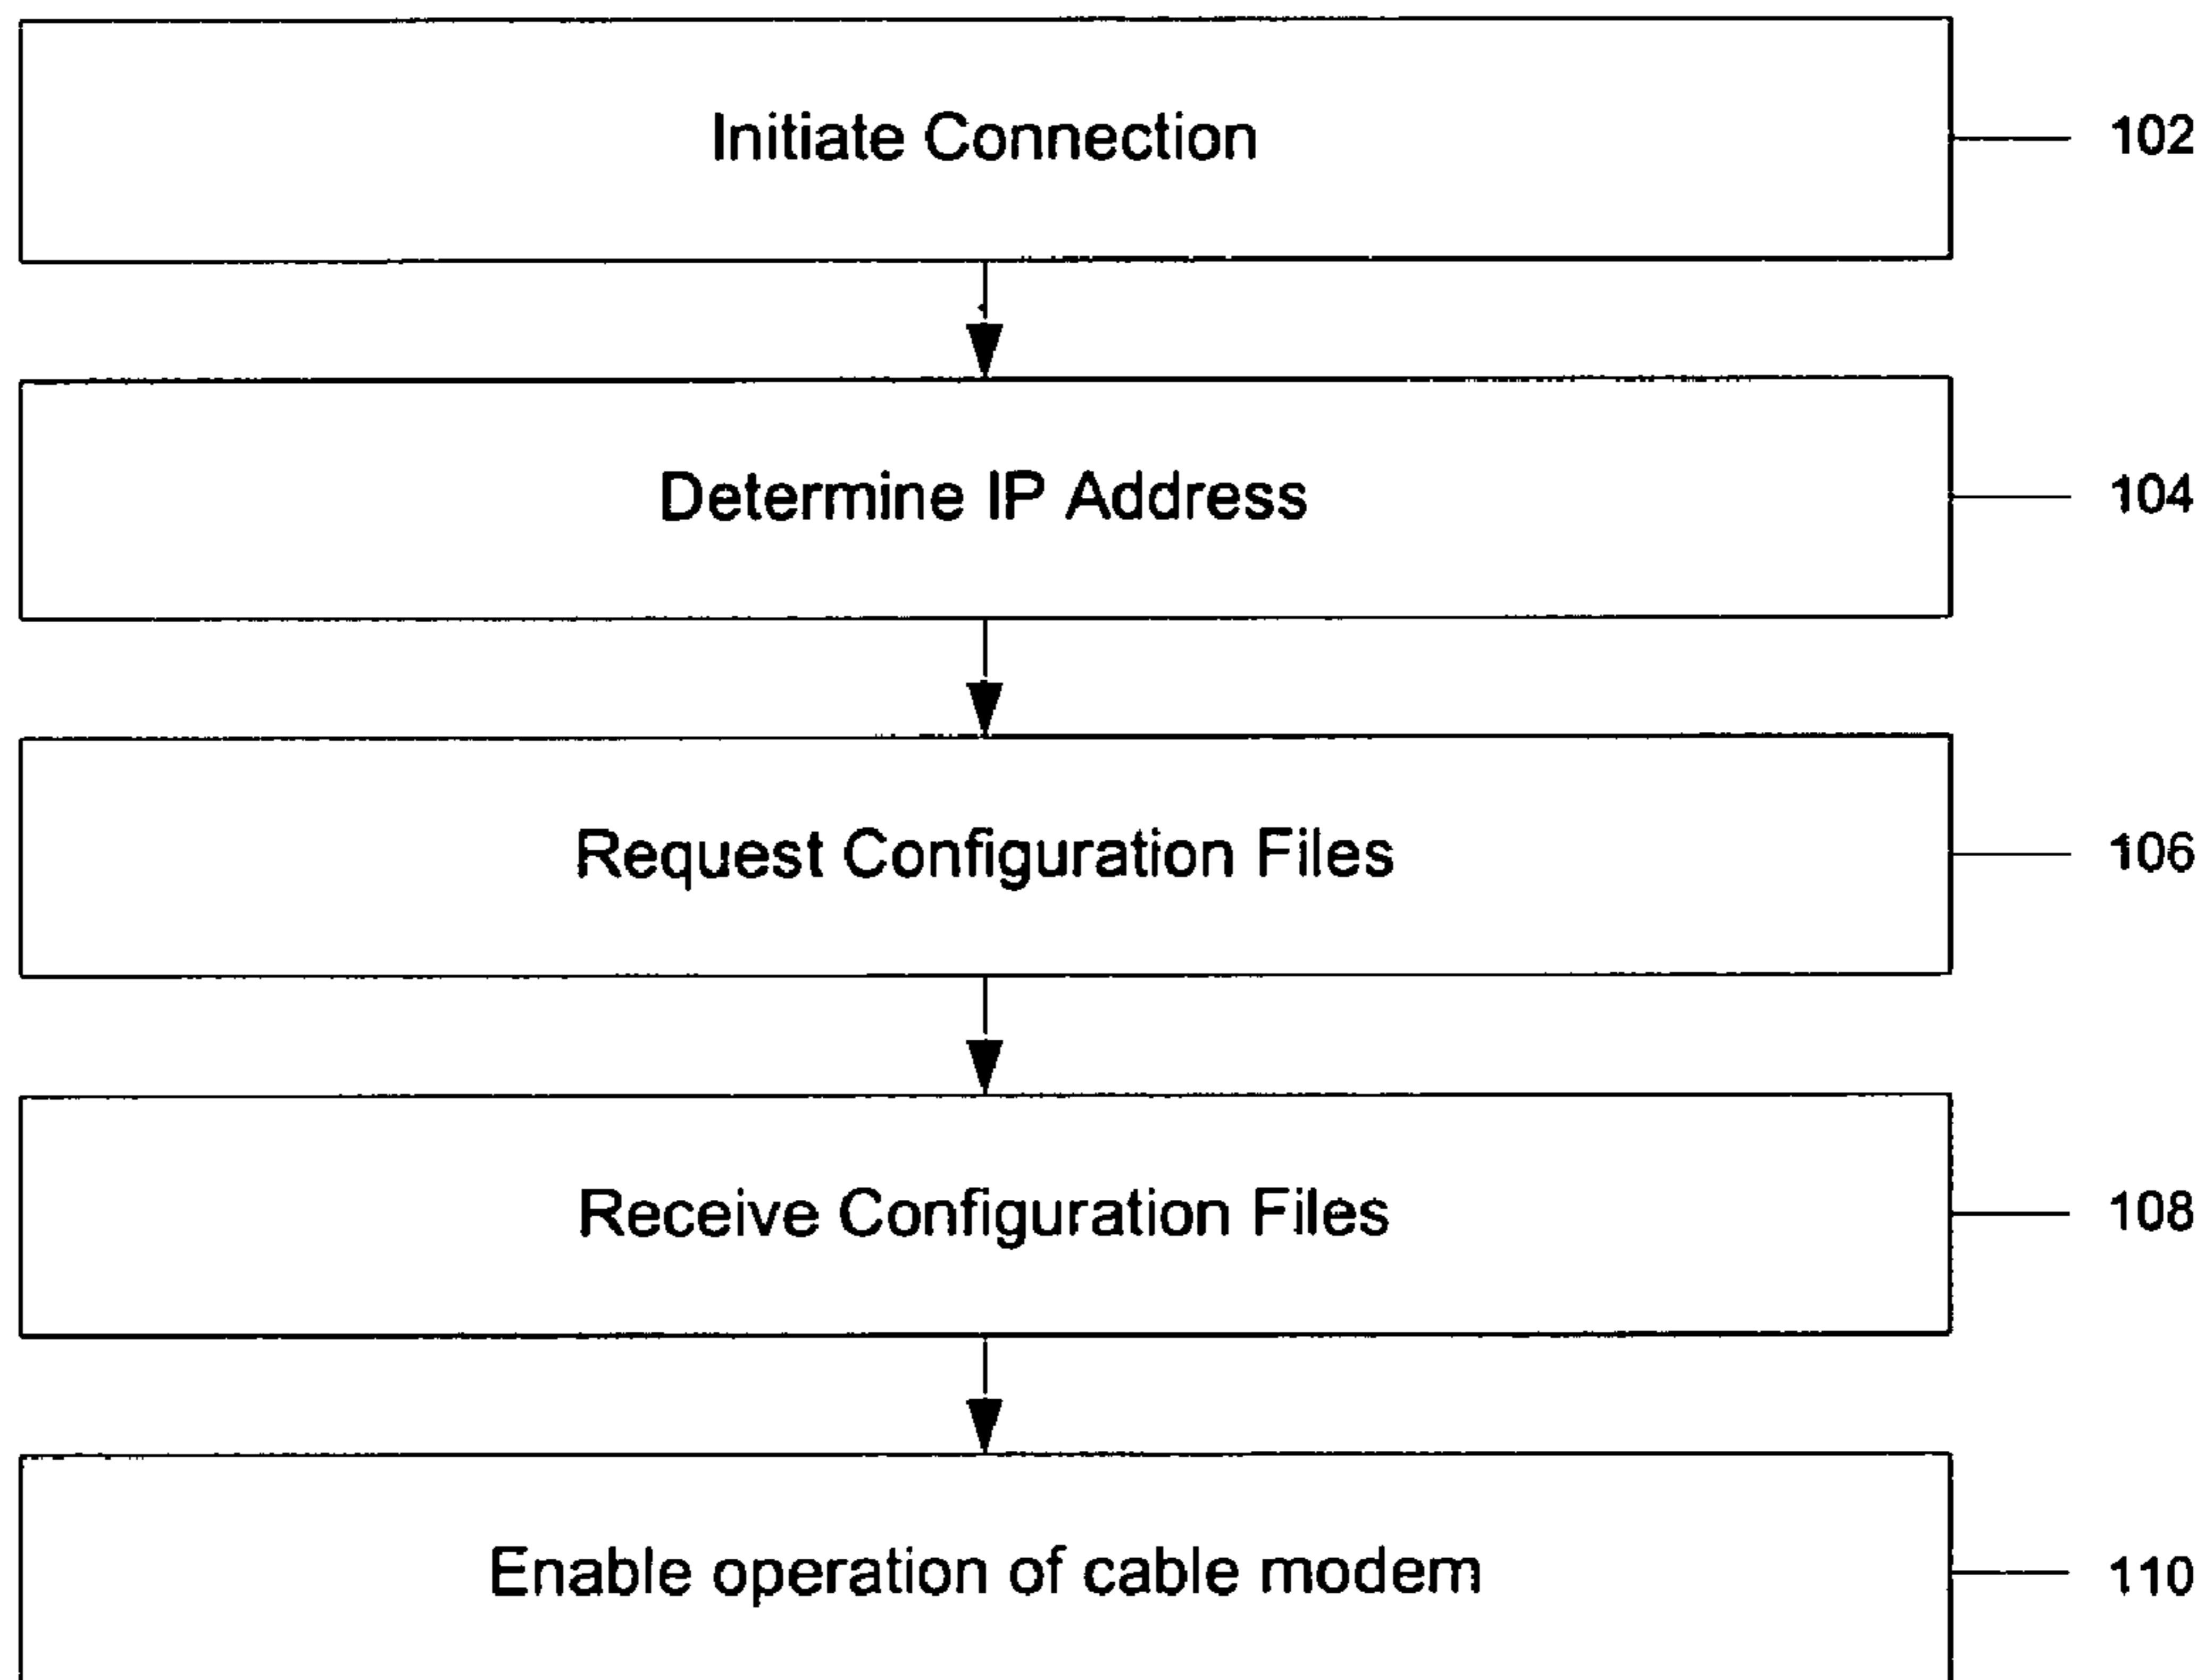 Initiate Connection
102
Determine IP Address
104
Request Configuration Files
106
Receive Configuration Files
108
Enable operation of cable modem
110